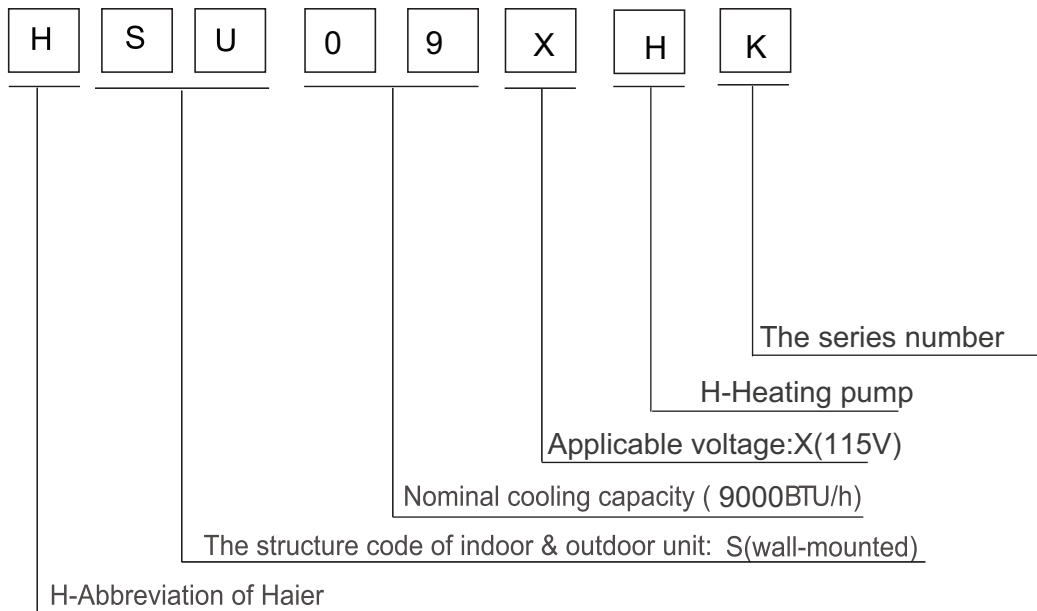 H S U 0 9 X H K
The series number
H-Heating pump
Applicable voltage:X(115V)
Nominal cooling capacity ( 9000BTU/h)
The structure code of indoor & outdoor unit: S(wall-mounted)
H-Abbreviation of Haier